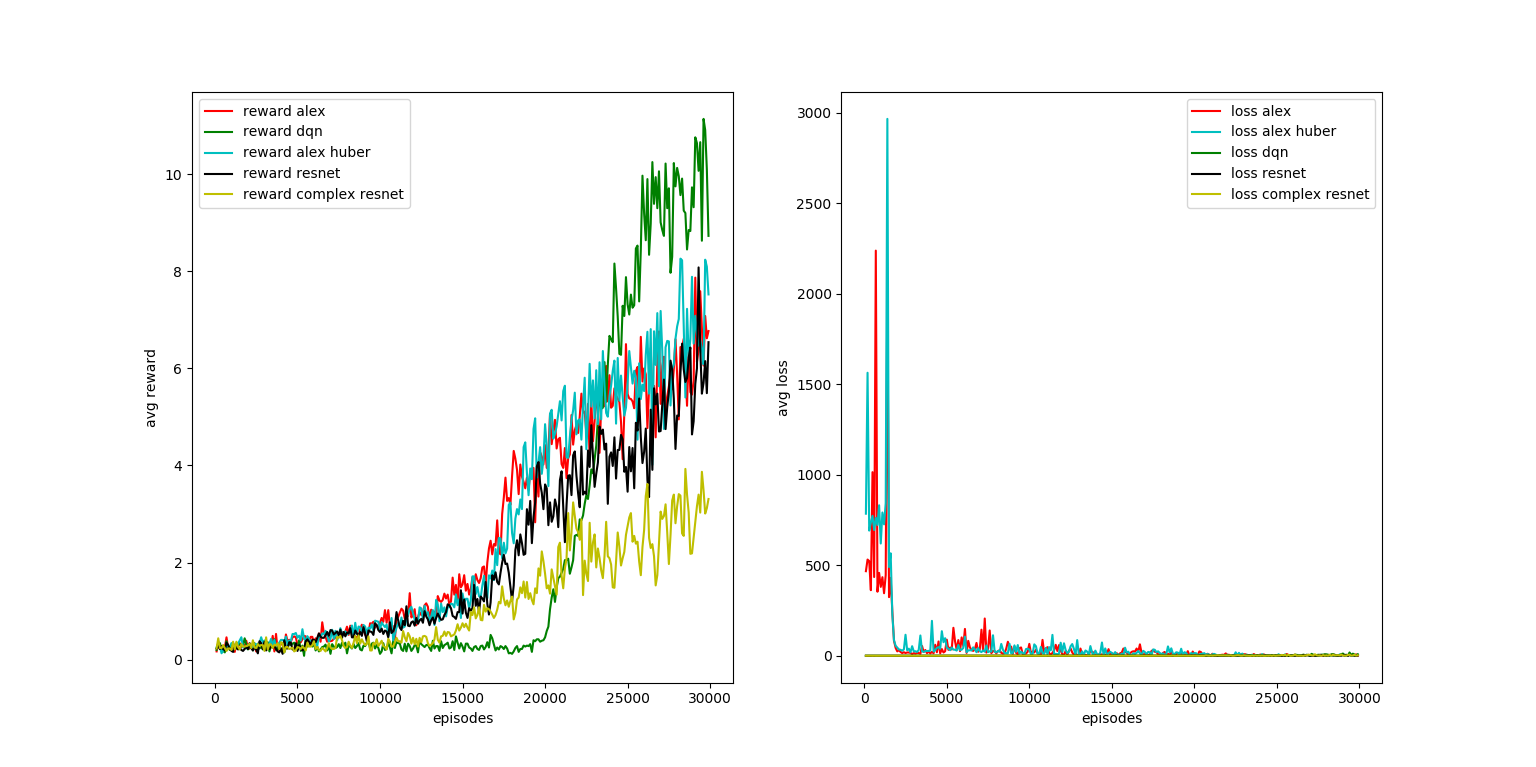 reward alex
reward dqn
reward alex huber
reward resnet
reward complex resnet
10
8
6
4
2
0
avg reward
0
5000
10000
15000
20000
25000
30000
episodes
loss alex
loss alex huber
loss dqn
loss resnet
loss complex resnet
3000
2500
2000
1500
1000
500
0
avg loss
0
5000
10000
15000
20000
25000
30000
episodes